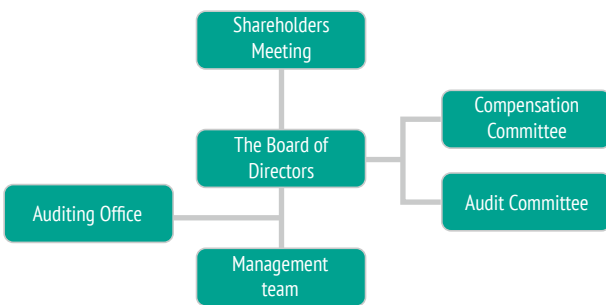 Shareholders
Meeting
Compensation
Committee
The Board of
Directors
Audit Committee
Auditing Office
Management
team